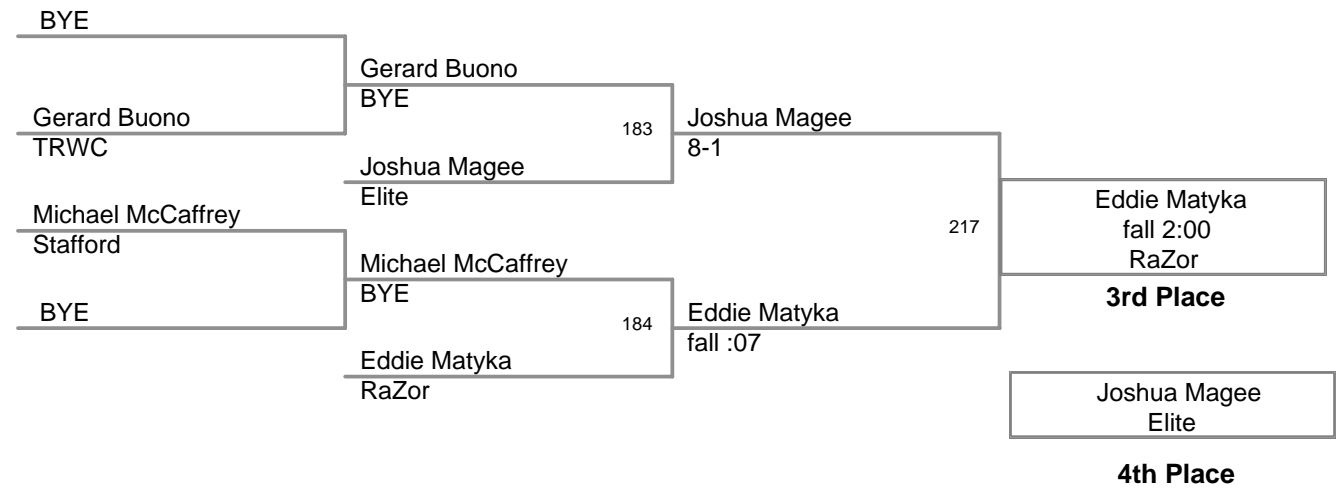 BYE
Gerard Buono
TRWC
Michael McCaffrey
Stafford
BYE
Gerard Buono
BYE
183
Joshua Magee
Elite
Michael McCaffrey
BYE
184
Eddie Matyka
RaZor
Joshua Magee
8-1
217
Eddie Matyka
fall :07
Eddie Matyka
fall 2:00
RaZor
3rd Place
Joshua Magee
Elite
4th Place